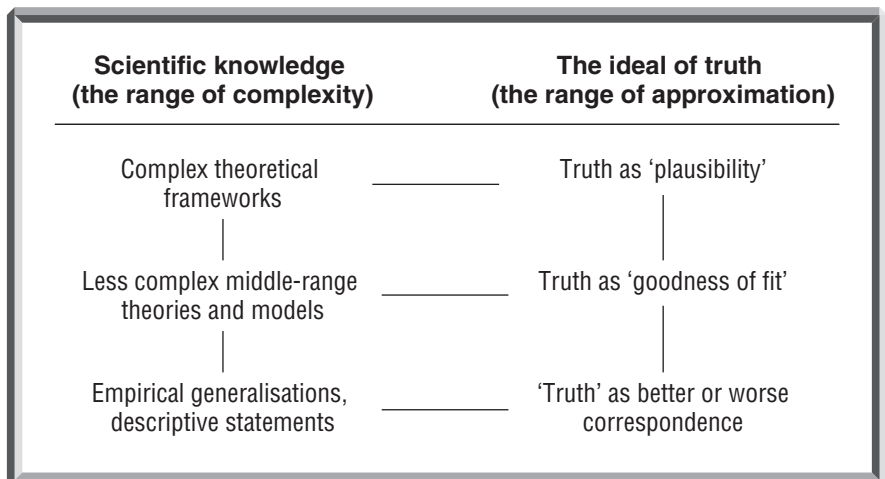 Scientific knowledge
(the range of complexity)
The ideal of truth
(the range of approximation)
Complex theoretical
frameworks
Truth as ‘plausibility’
Less complex middle-range
theories and models
Truth as ‘goodness of fit’
Empirical generalisations,
descriptive statements
‘Truth’ as better or worse
correspondence